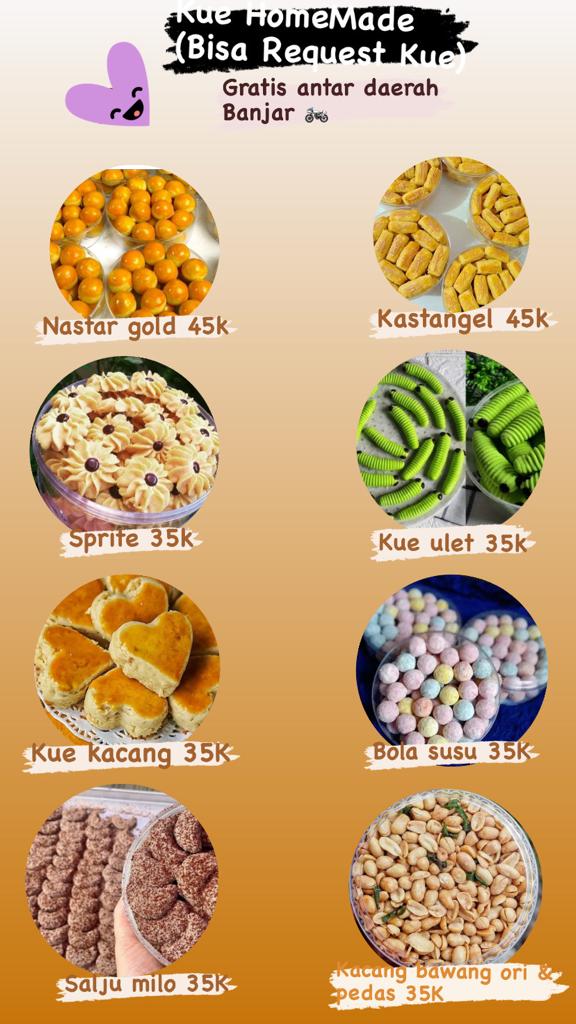 Kue HomeMade
(Bisa Request Kue)
Gratis antar daerah
Banjar 🏍️
Nastar gold 45k
Kastangel 45k
Sprite 35k
Kue ulet 35k
Kue kacang 35K
Bola susu 35K
Salju milo 35K
Kacang bawang ori &
pedas 35K